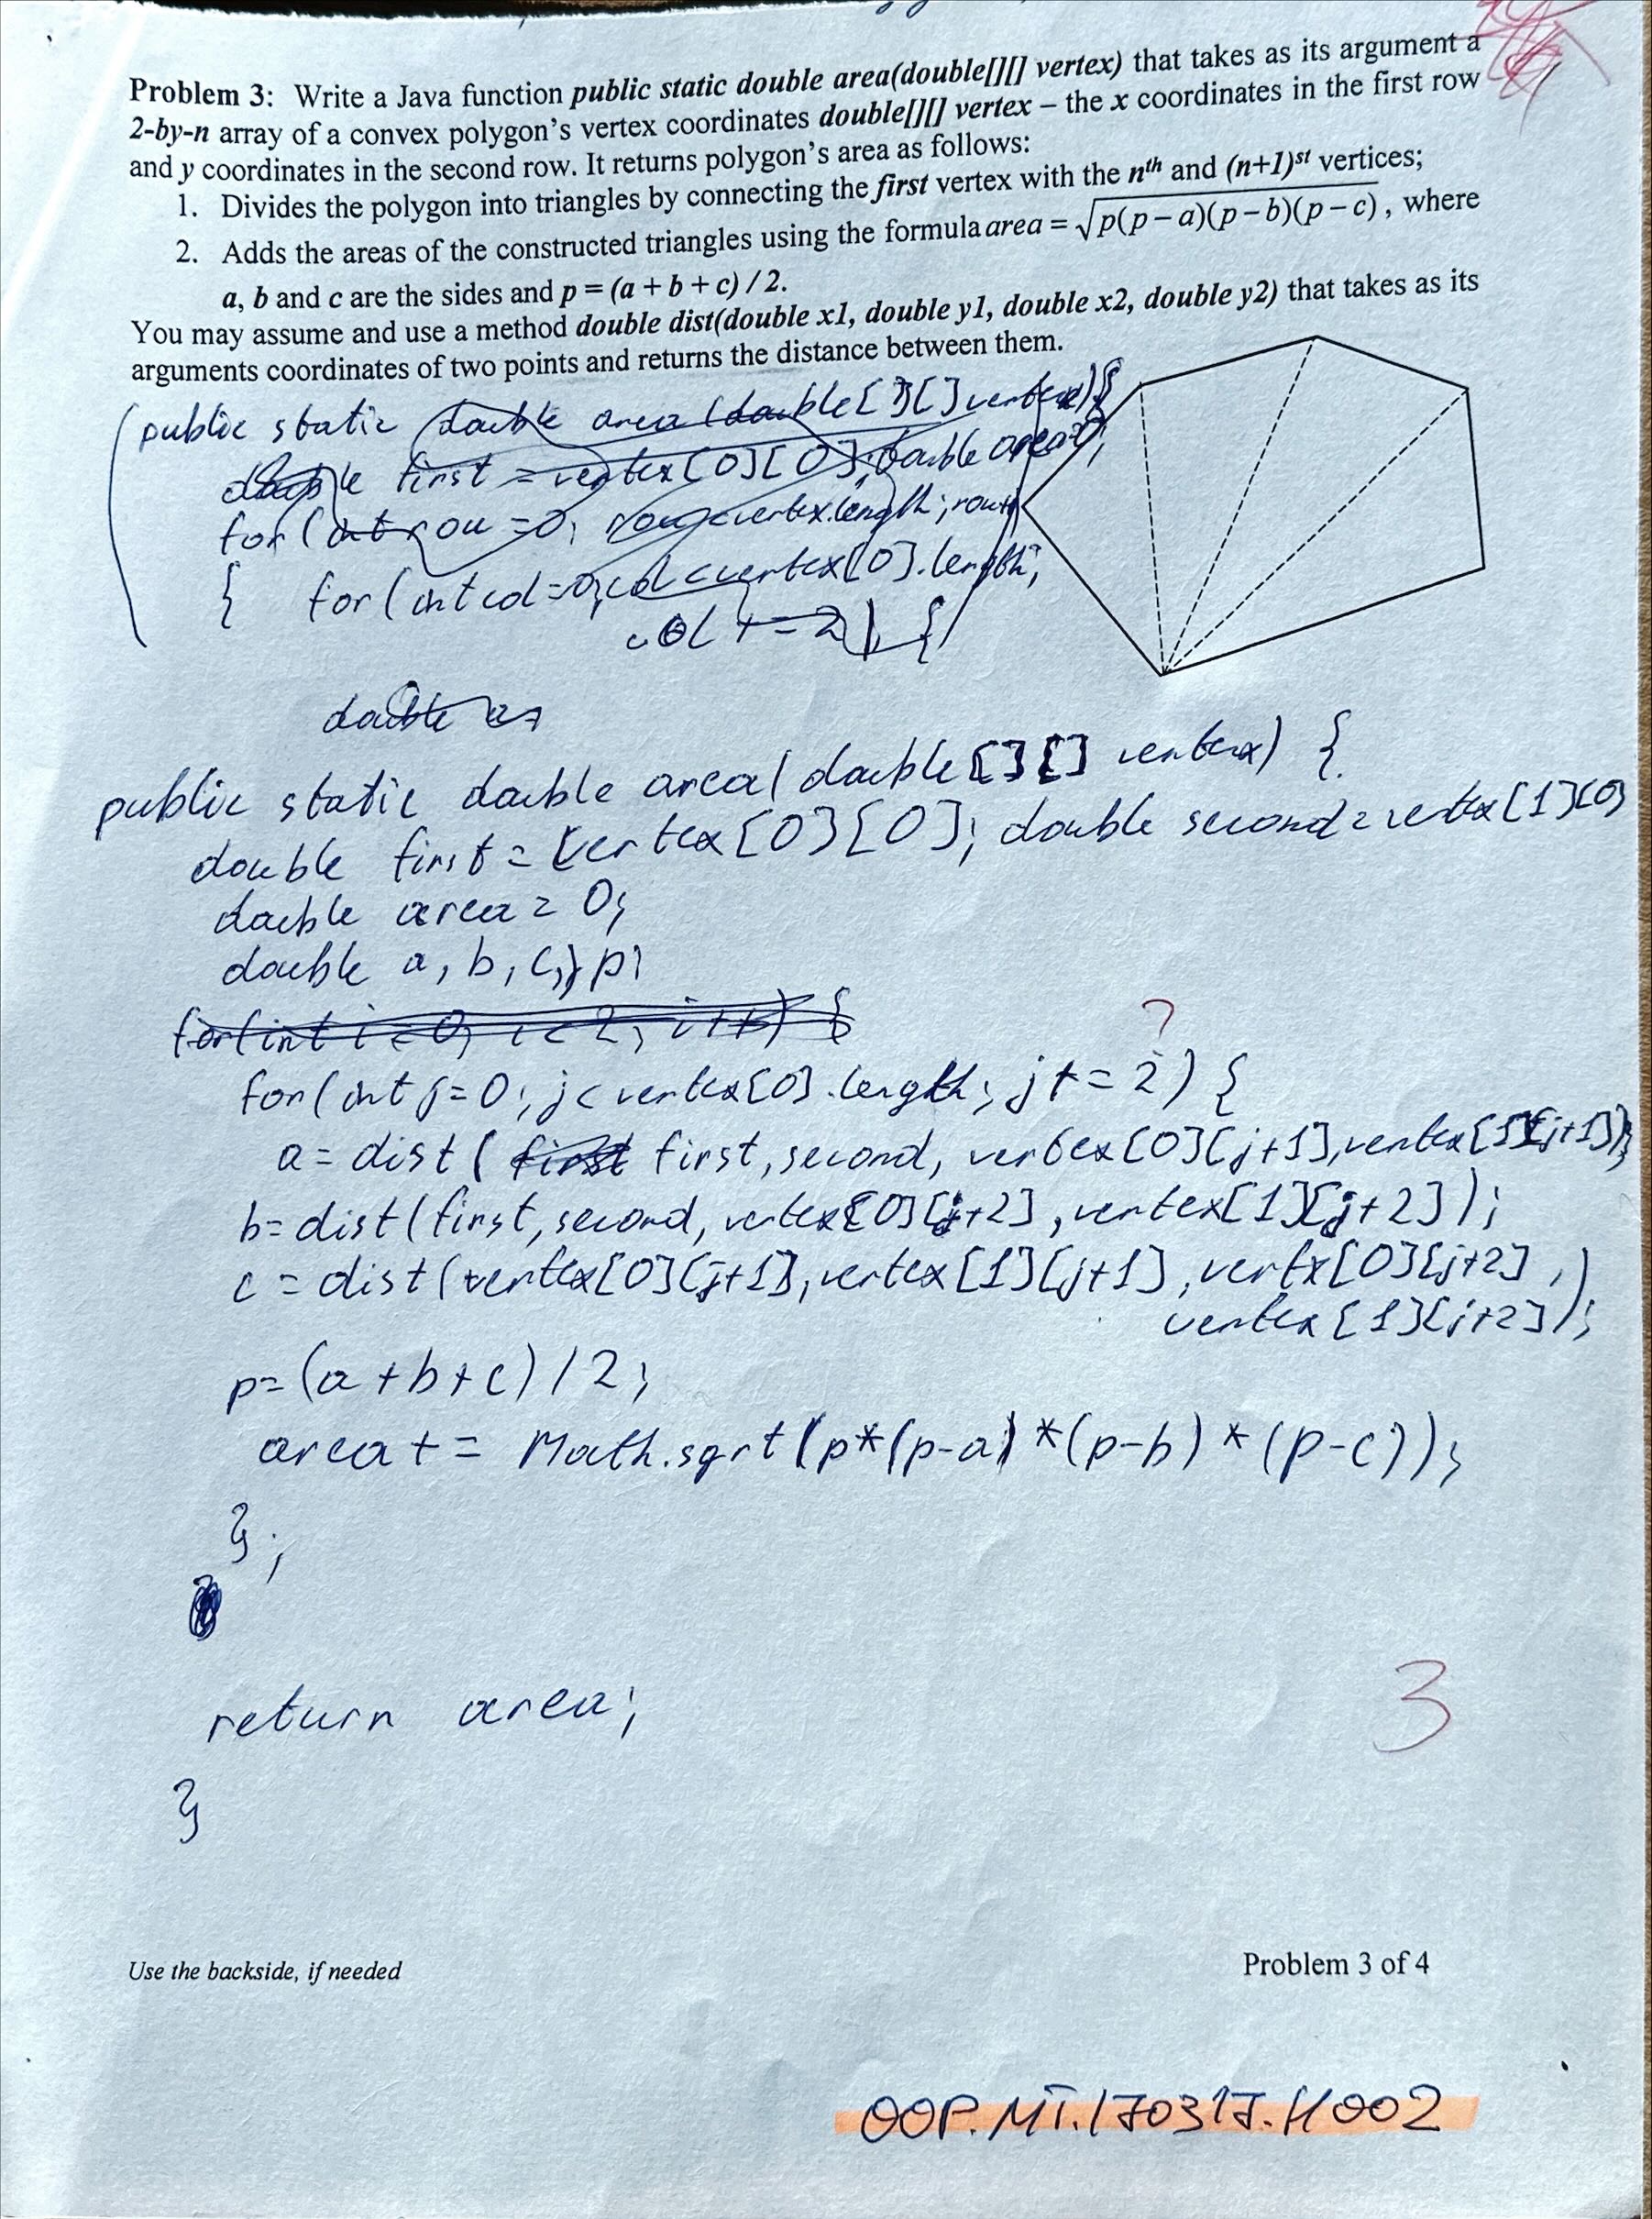 Problem 3: Write a Java function public static double area(double[][] vertex) that takes as its argument a
2-by-n array of a convex polygon's vertex coordinates double[][] vertex – the x coordinates in the first row
and y coordinates in the second row. It returns polygon's area as follows:
1. Divides the polygon into triangles by connecting the first vertex with the nth and (n+1)st vertices;
2. Adds the areas of the constructed triangles using the formula area = √p(p−a)(p−b)(p−c), where
a, b and c are the sides and p = (a + b + c) / 2.
You may assume and use a method double dist(double x1, double y1, double x2, double y2) that takes as its
arguments coordinates of two points and returns the distance between them.
public static double area (double[][] vertex) {
double first = vertex[0][0]; double area=0;
for (int row=0; row<vertex.length; row++)
{ for (int col=0; col<vertex[0].length;
col+=2) {
double a
public static double area(double[][] vertex) {
double first = vertex[0][0]; double second = vertex[1][0]
double area = 0;
double a, b, c, p;
for(int i=0; i<2; i++) {
?
for(int j=0; j<vertex[0].length; j+=2) {
a = dist( first first, second, vertex[0][j+1], vertex[1][j+1]);
b = dist(first, second, vertex[0][j+2], vertex[1][j+2]);
c = dist(vertex[0][j+1], vertex[1][j+1], vertx[0][j+2],
vertex[1][j+2]);
p=(a+b+c)/2;
area += Math.sqrt(p*(p-a)*(p-b)*(p-c));
};
return area;
3
}
Use the backside, if needed
Problem 3 of 4
OOP.MT.170317.H002